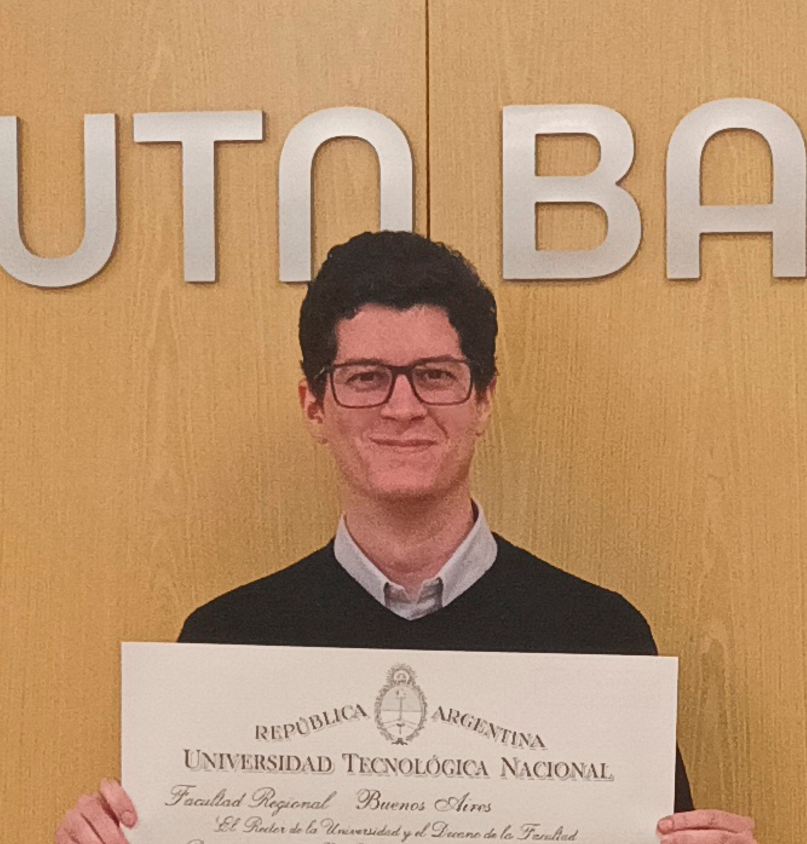 UTN BA
REPÚBLICA ARGENTINA
UNIVERSIDAD TECNOLÓGICA NACIONAL
Facultad Regional Buenos Aires
El Rector de la Universidad y el Decano de la Facultad